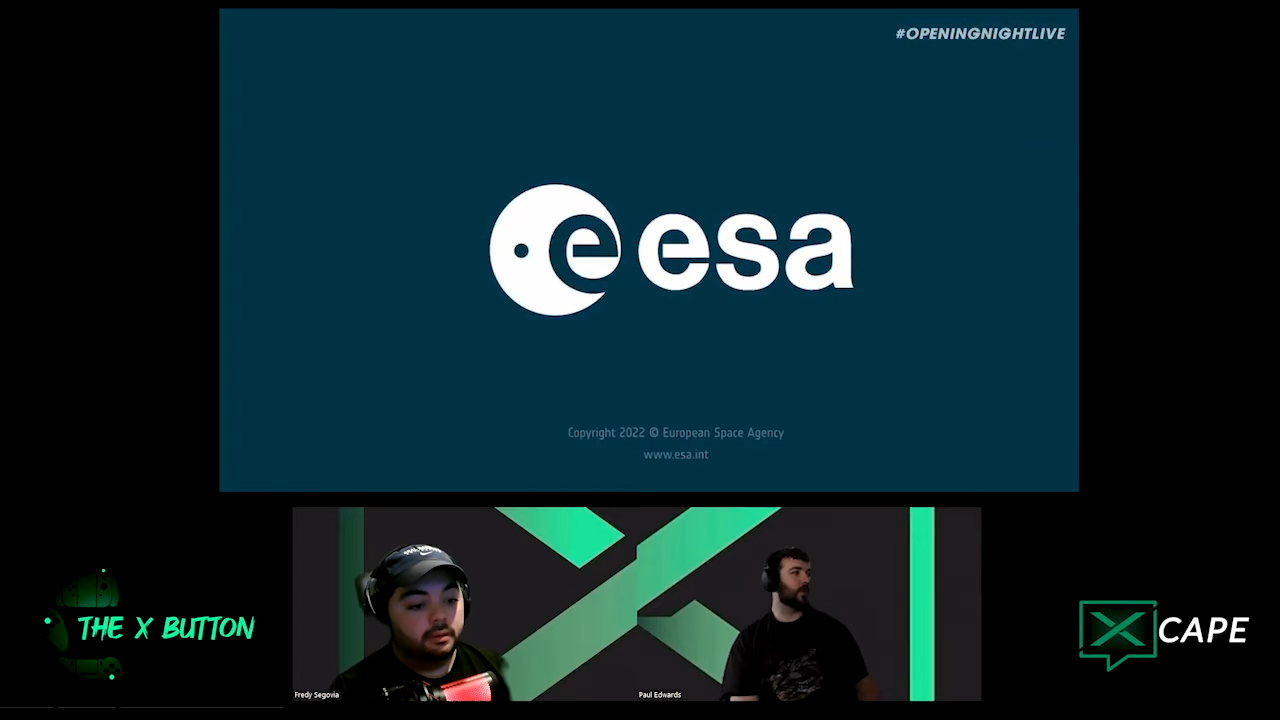 #OPENINGNIGHTLIVE
e esa
Copyright 2022 © European Space Agency
www.esa.int
THE X BUTTON
XCAPE
Fredy Segovia
Paul Edwards